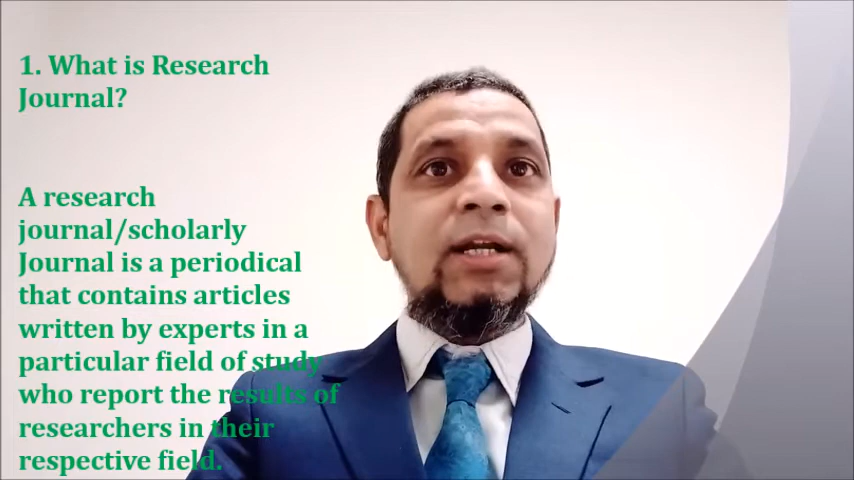 1. What is Research
Journal?
A research
journal/scholarly
Journal is a periodical
that contains articles
written by experts in a
particular field of study
who report the results of
researchers in their
respective field.